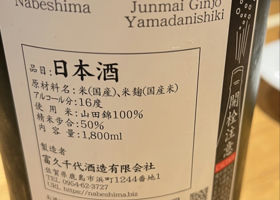 Nabeshima
Junmai Ginjo
Yamadanishiki
品目:日本酒
原材料名:米(国産)、米麹(国産米)
アルコール分:16度
使用米:山田錦100%
精米歩合:50%
内容量:1,800ml
製造者
富久千代酒造有限会社
佐賀県鹿島市浜町1244番地1
TEL 0954-62-3727
https://nabeshima.biz
開栓注意